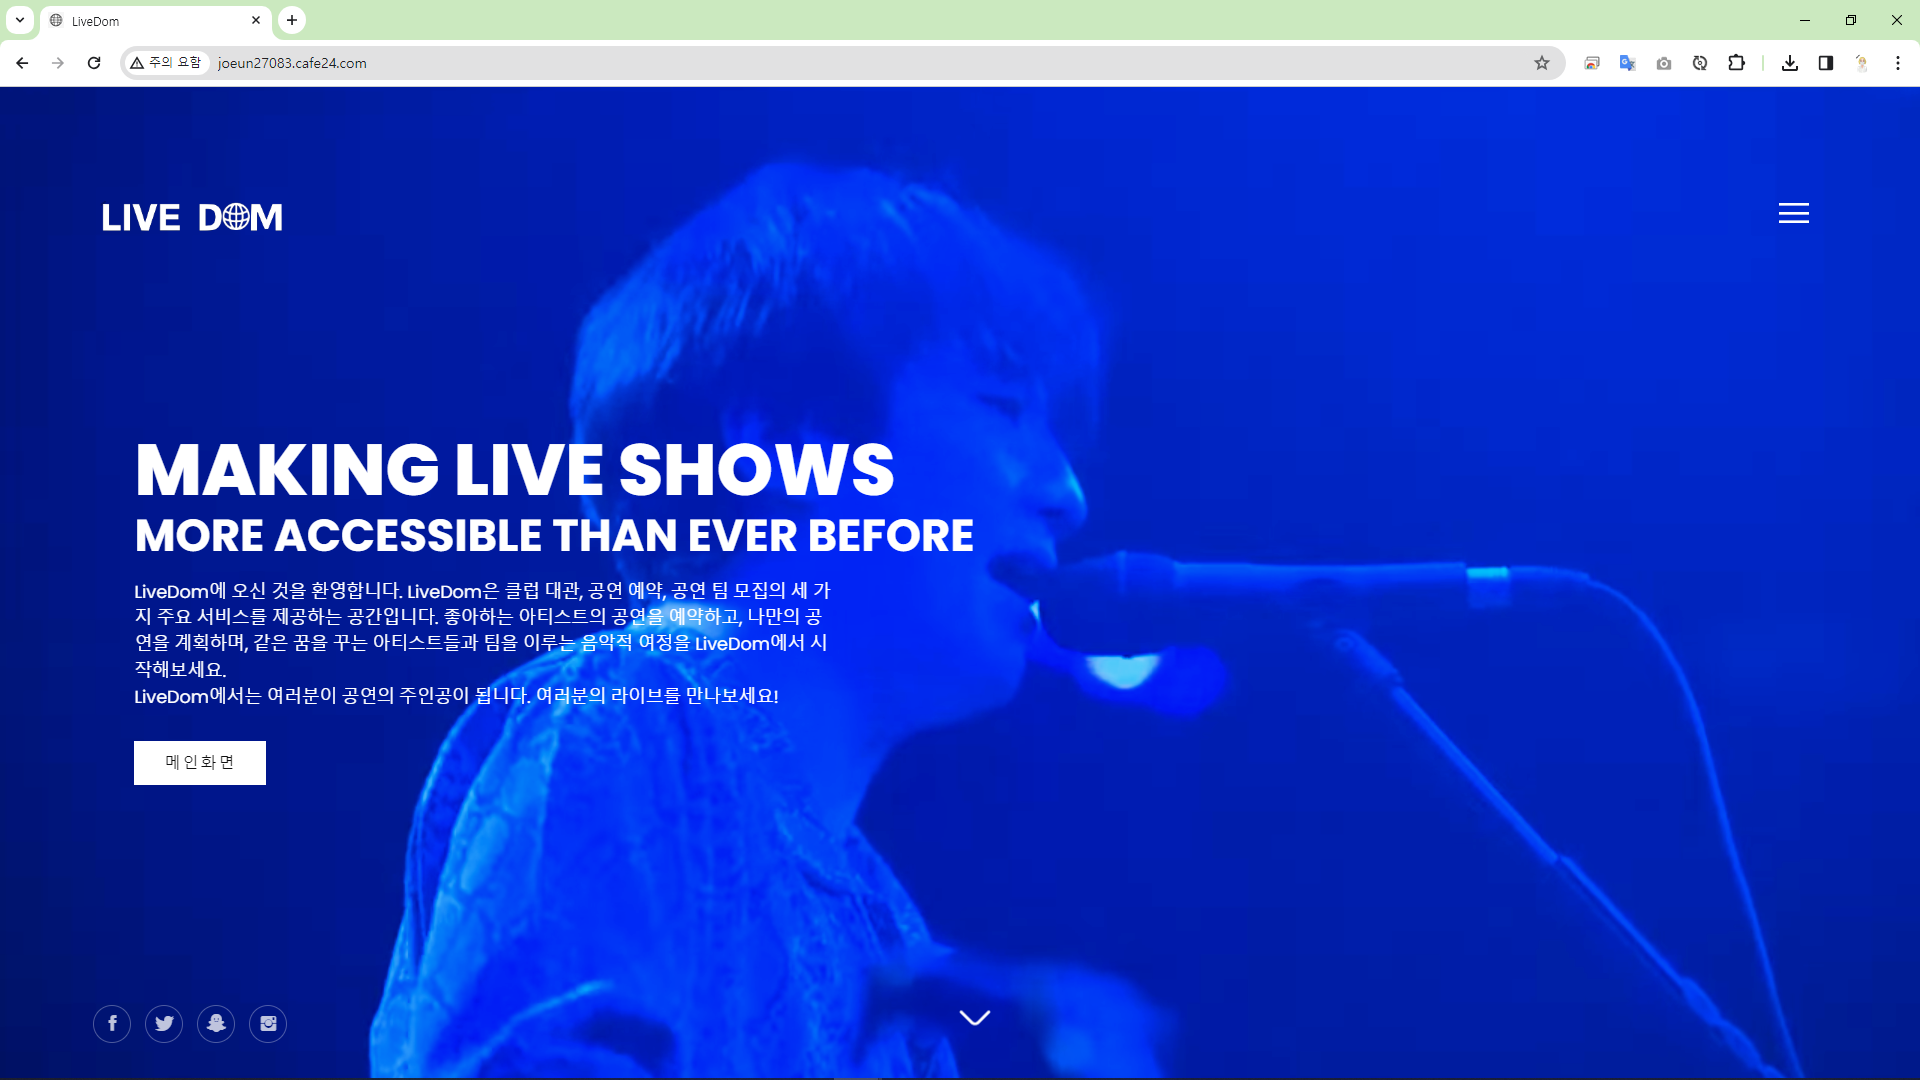 LiveDom
주의 요함
joeun27083.cafe24.com
LIVE DOM
MAKING LIVE SHOWS
MORE ACCESSIBLE THAN EVER BEFORE
LiveDom에 오신 것을 환영합니다. LiveDom은 클럽 대관, 공연 예약, 공연 팀 모집의 세 가
지 주요 서비스를 제공하는 공간입니다. 좋아하는 아티스트의 공연을 예약하고, 나만의 공
연을 계획하며, 같은 꿈을 꾸는 아티스트들과 팀을 이루는 음악적 여정을 LiveDom에서 시
작해보세요.
LiveDom에서는 여러분이 공연의 주인공이 됩니다. 여러분의 라이브를 만나보세요!
메인화면